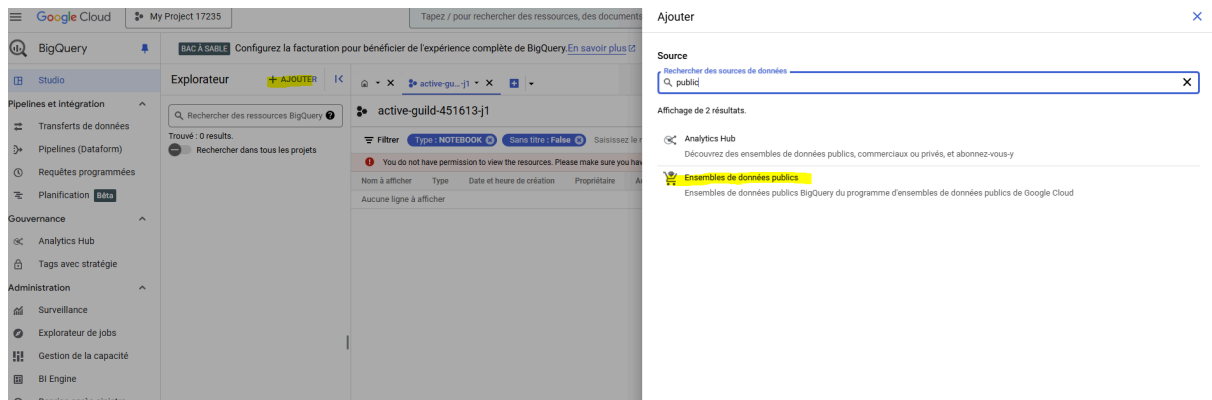 Google Cloud
My Project 17235
Tapez / pour rechercher des ressources, des documents
BigQuery
BAC À SABLE Configurez la facturation pour bénéficier de l'expérience complète de BigQuery. En savoir plus
Studio
Pipelines et intégration
Transferts de données
Pipelines (Dataform)
Requêtes programmées
Planification Bêta
Gouvernance
Analytics Hub
Tags avec stratégie
Administration
Surveillance
Explorateur de jobs
Gestion de la capacité
BI Engine
Explorateur
+ AJOUTER
Rechercher des ressources BigQuery
Trouvé : 0 results.
Rechercher dans tous les projets
active-gu...-j1
active-guild-451613-j1
Filtrer Type : NOTEBOOK Sans titre : False Saisissez le
You do not have permission to view the resources. Please make sure you hav
Nom à afficher Type Date et heure de création Propriétaire
Aucune ligne à afficher
Ajouter
Source
Rechercher des sources de données
public
Affichage de 2 résultats.
Analytics Hub
Découvrez des ensembles de données publics, commerciaux ou privés, et abonnez-vous-y
Ensembles de données publics
Ensembles de données publics BigQuery du programme d'ensembles de données publics de Google Cloud